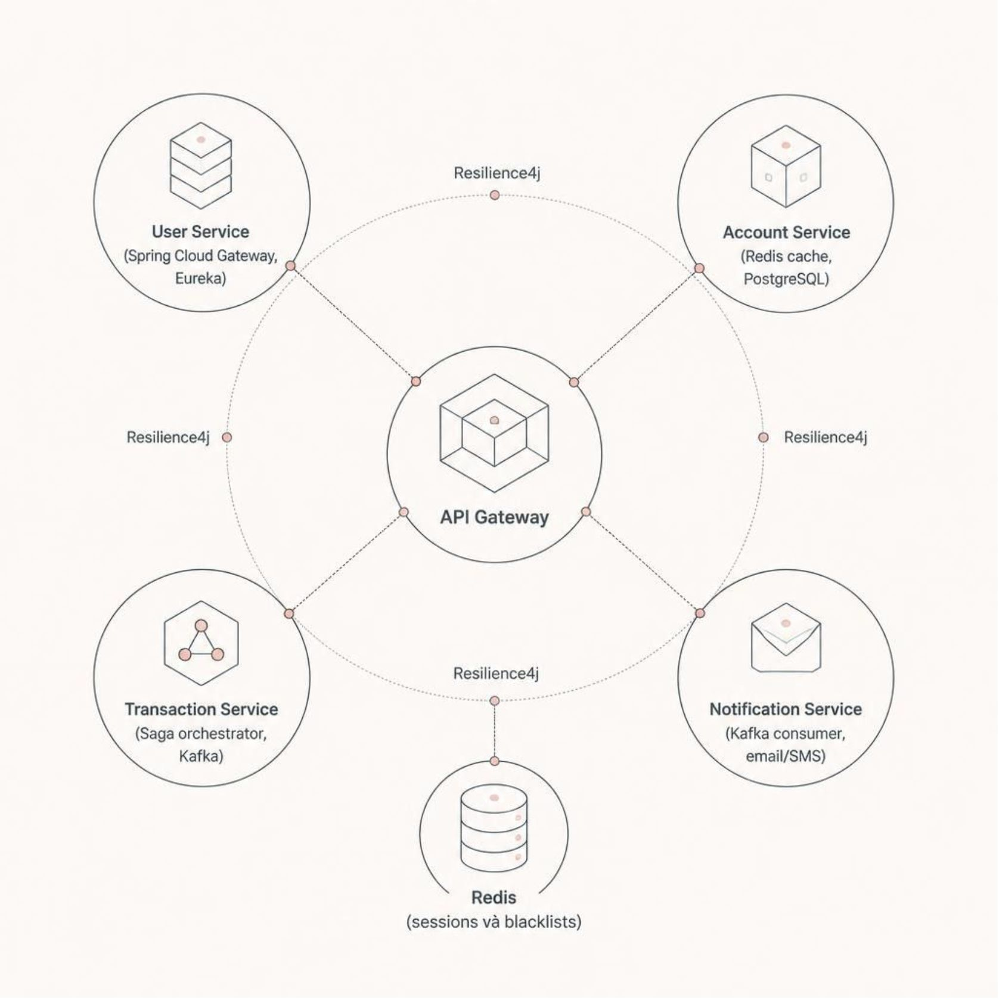 Resilience4j
User Service
(Spring Cloud Gateway,
Eureka)
Account Service
(Redis cache,
PostgreSQL)
Resilience4j
API Gateway
Resilience4j
Transaction Service
(Saga orchestrator,
Kafka)
Resilience4j
Notification Service
(Kafka consumer,
email/SMS)
Redis
(sessions và blacklists)